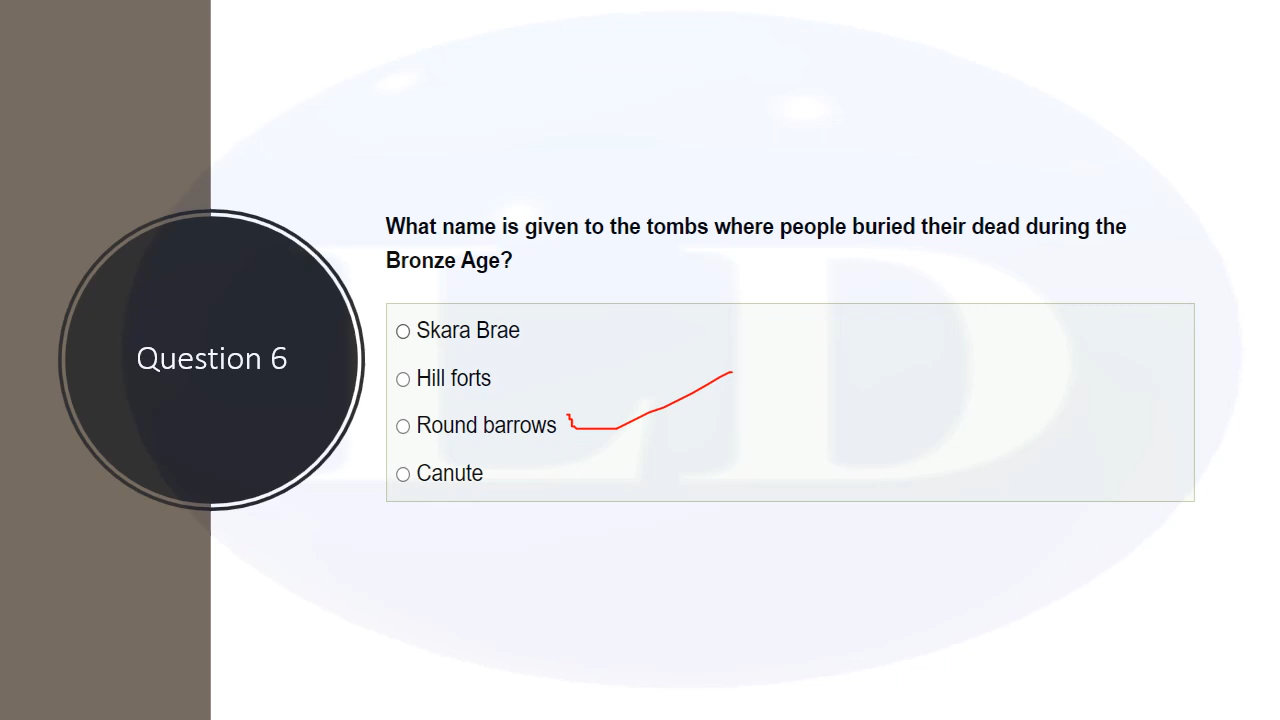 Question 6
What name is given to the tombs where people buried their dead during the
Bronze Age?
Skara Brae
Hill forts
Round barrows
Canute
LD